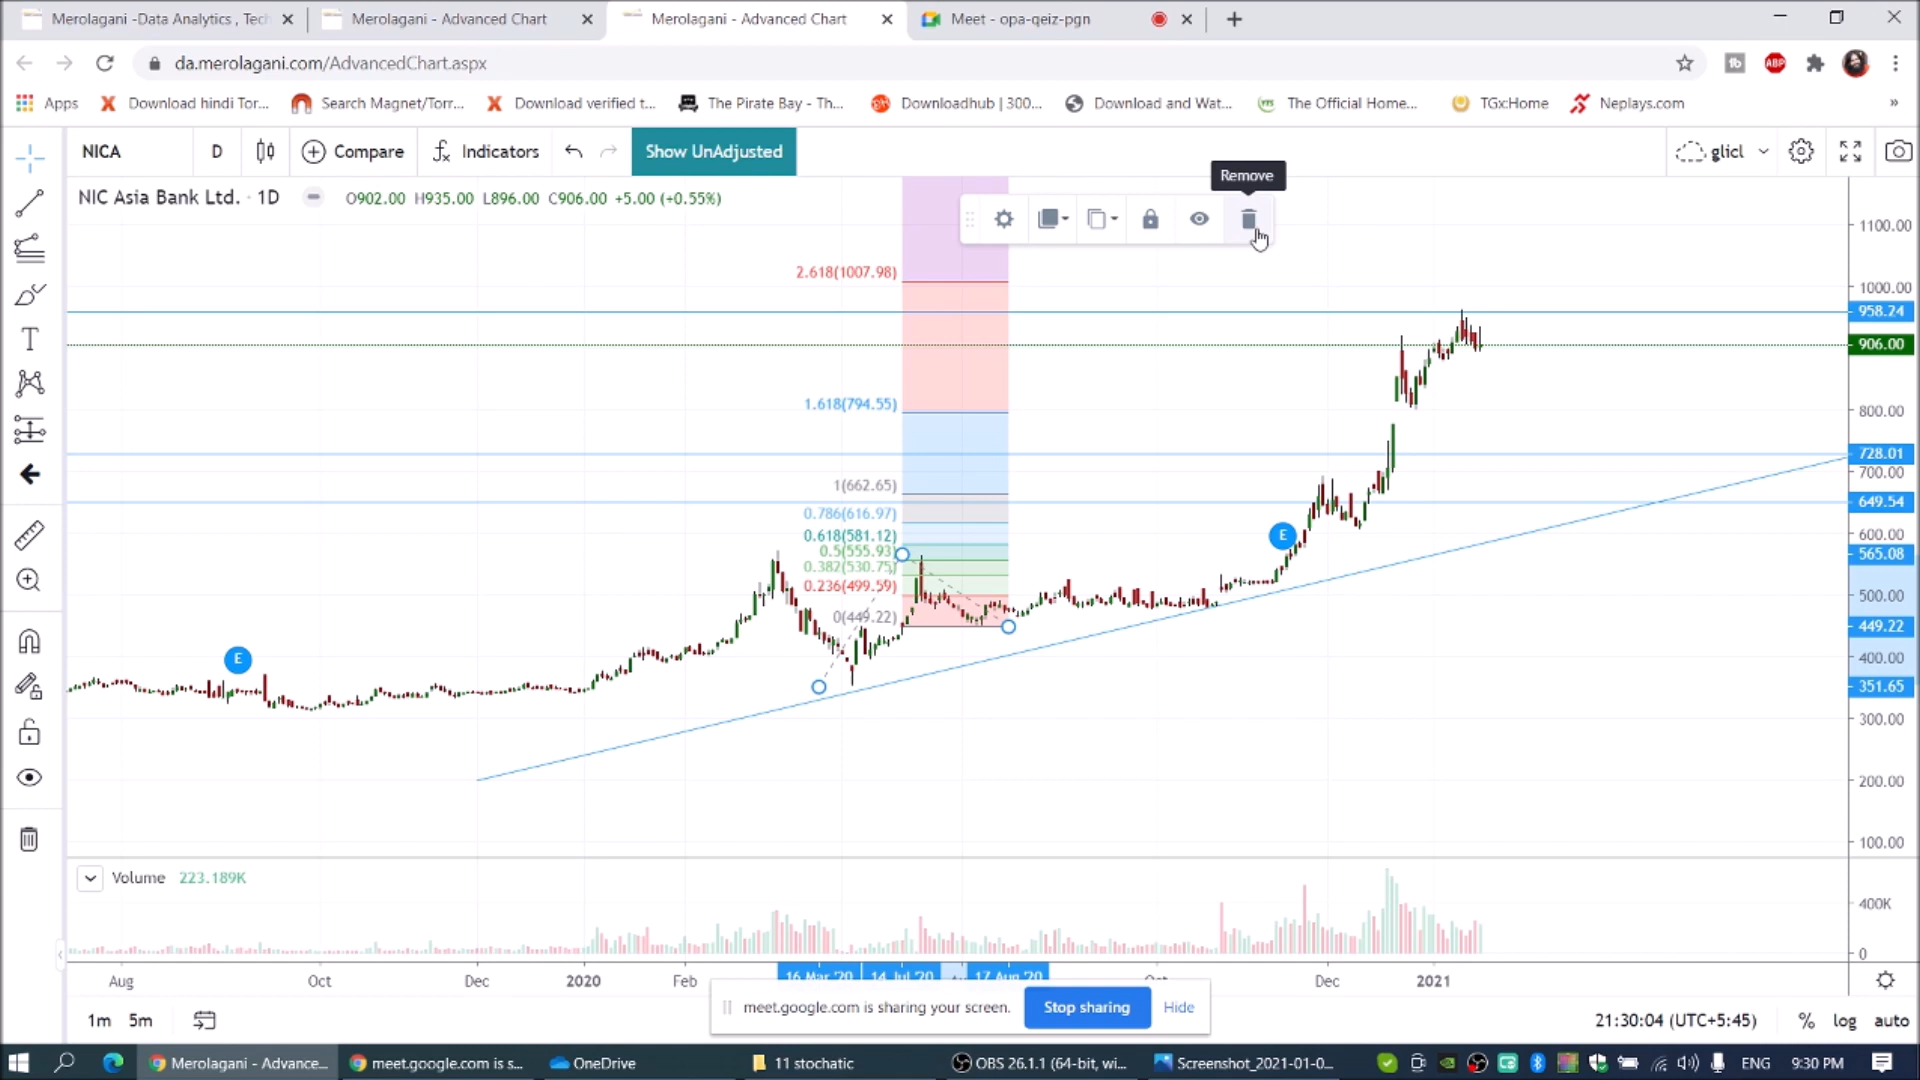 Merolagani -Data Analytics , Tech
Merolagani - Advanced Chart
Merolagani - Advanced Chart
Meet - opa-qeiz-pgn
da.merolagani.com/AdvancedChart.aspx
Apps
Download hindi Tor...
Search Magnet/Torr...
Download verified t...
The Pirate Bay - Th...
Downloadhub | 300...
Download and Wat...
The Official Home...
TGx:Home
Neplays.com
NICA
D
Compare
Indicators
Show UnAdjusted
glicl
Remove
NIC Asia Bank Ltd. · 1D
O902.00 H935.00 L896.00 C906.00 +5.00 (+0.55%)
2.618(1007.98)
1.618(794.55)
1(662.65)
0.786(616.97)
0.618(581.12)
0.5(555.93)
0.382(530.75)
0.236(499.59)
0(449.22)
E
E
1100.00
1000.00
958.24
906.00
800.00
728.01
700.00
649.54
600.00
565.08
500.00
449.22
400.00
351.65
300.00
200.00
100.00
Volume 223.189K
400K
0
Aug
Oct
Dec
2020
Feb
16 Mar '20
14 Jul '20
17 Aug '20
Oct
Dec
2021
1m
5m
meet.google.com is sharing your screen.
Stop sharing
Hide
21:30:04 (UTC+5:45)
%
log
auto
Merolagani - Advance...
meet.google.com is s...
OneDrive
11 stochatic
OBS 26.1.1 (64-bit, wi...
Screenshot_2021-01-0...
ENG
9:30 PM